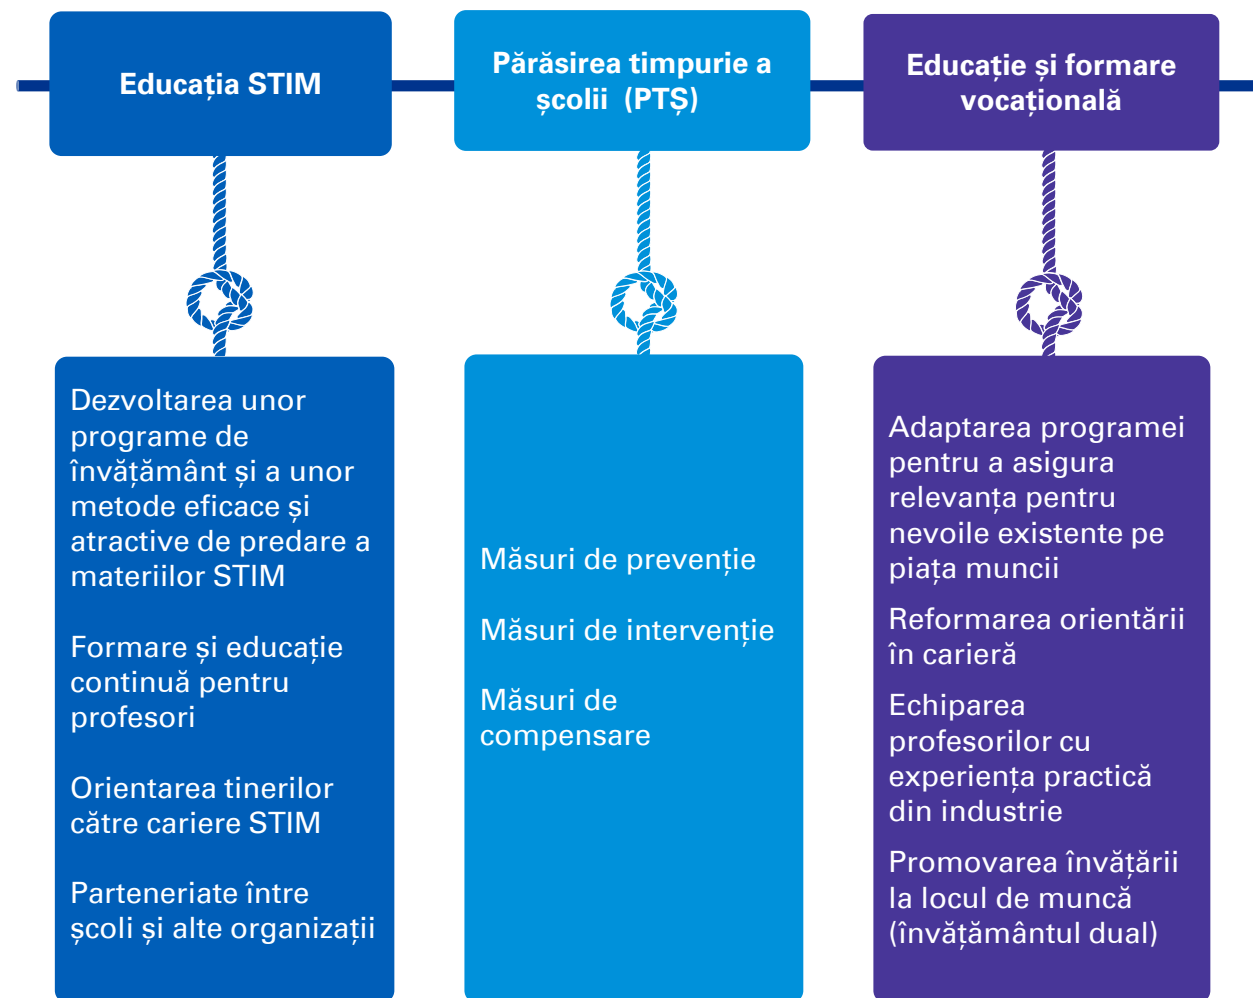 Educația STIM
Părăsirea timpurie a
școlii (PTȘ)
Educație și formare
vocațională
Dezvoltarea unor
programe de
învățământ și a unor
metode eficace și
atractive de predare a
materiilor STIM
Formare și educație
continuă pentru
profesori
Orientarea tinerilor
către cariere STIM
Parteneriate între
școli și alte organizații
Măsuri de prevenție
Măsuri de intervenție
Măsuri de
compensare
Adaptarea programei
pentru a asigura
relevanța pentru
nevoile existente pe
piața muncii
Reformarea orientării
în carieră
Echiparea
profesorilor cu
experiența practică
din industrie
Promovarea învățării
la locul de muncă
(învățământul dual)